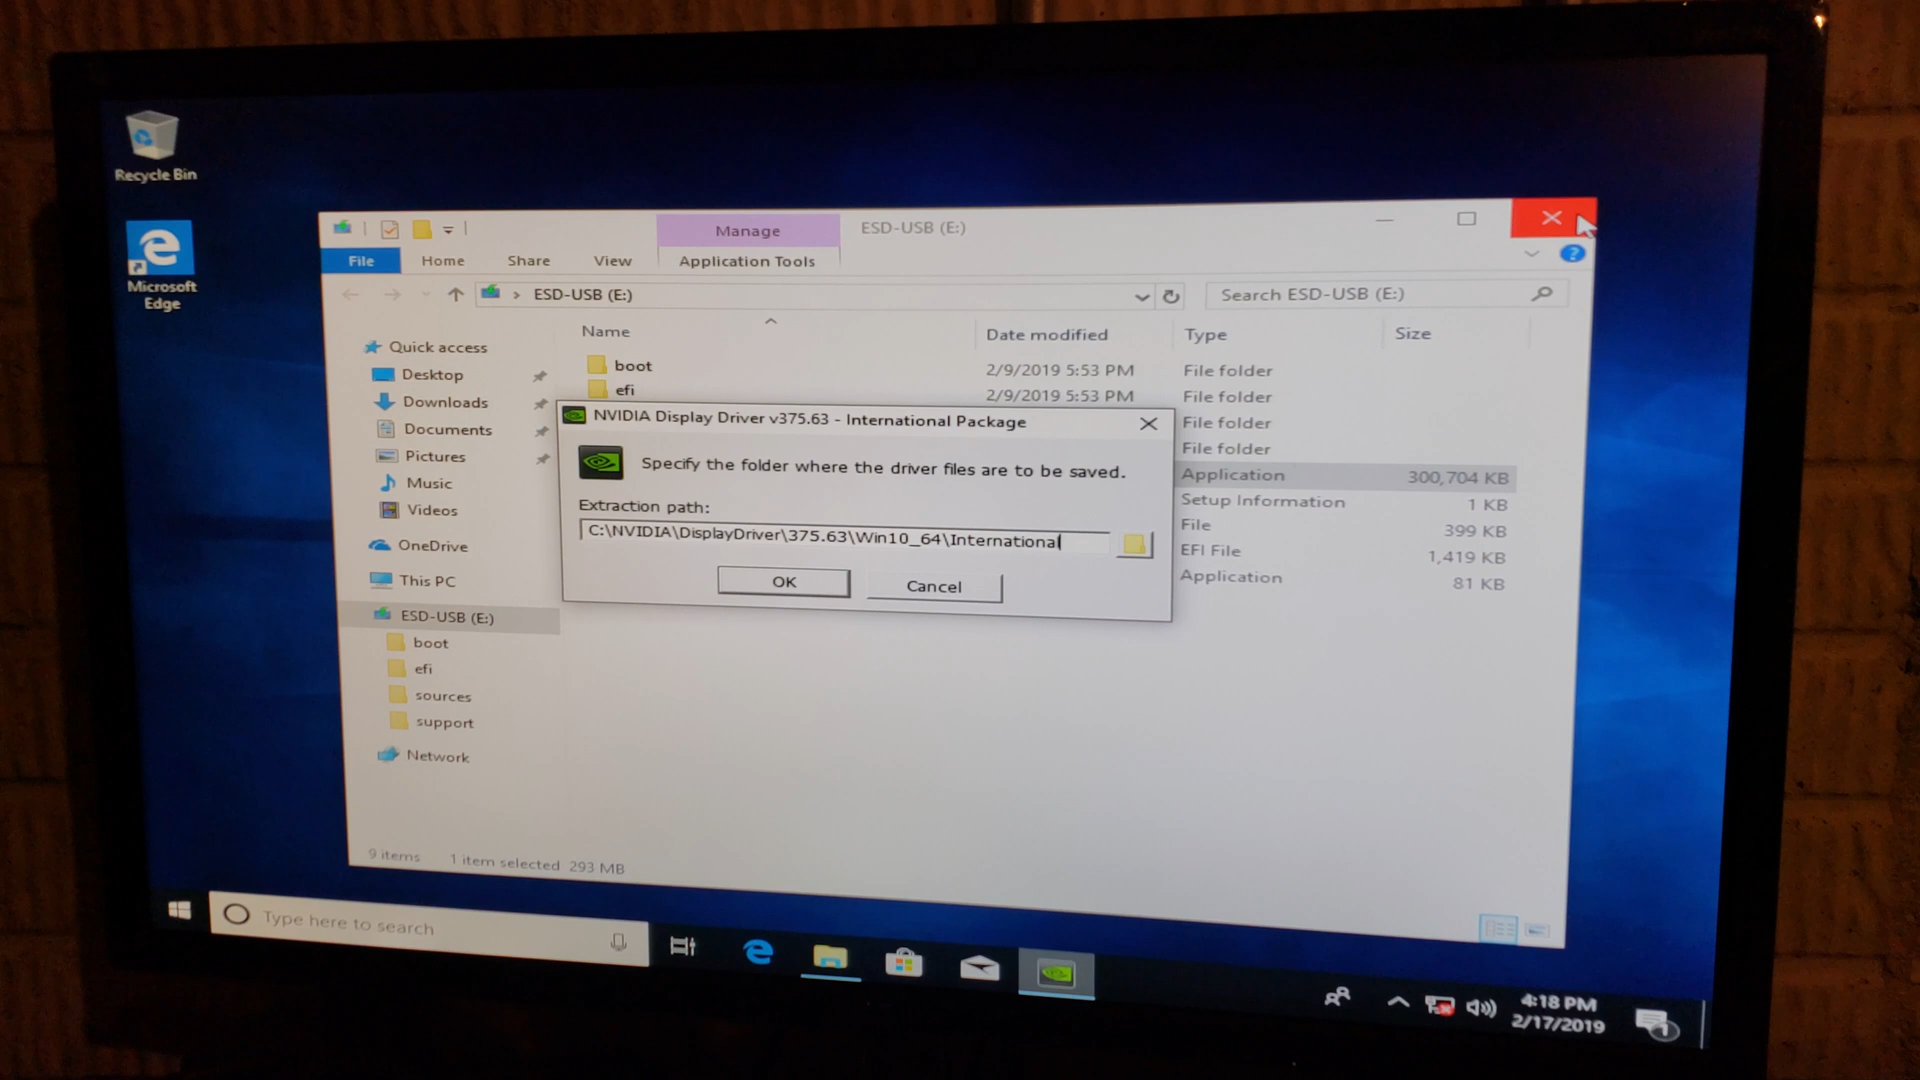 Recycle Bin
Microsoft
Edge
Manage
ESD-USB (E:)
File
Home
Share
View
Application Tools
ESD-USB (E:)
Search ESD-USB (E:)
Name
Date modified
Type
Size
Quick access
Desktop
Downloads
Documents
Pictures
Music
Videos
OneDrive
This PC
ESD-USB (E:)
boot
efi
sources
support
Network
boot
2/9/2019 5:53 PM
File folder
efi
2/9/2019 5:53 PM
File folder
File folder
File folder
Application
300,704 KB
Setup Information
1 KB
File
399 KB
EFI File
1,419 KB
Application
81 KB
NVIDIA Display Driver v375.63 - International Package
Specify the folder where the driver files are to be saved.
Extraction path:
C:\NVIDIA\DisplayDriver\375.63\Win10_64\International
OK
Cancel
9 items
1 item selected 293 MB
Type here to search
4:18 PM
2/17/2019
1